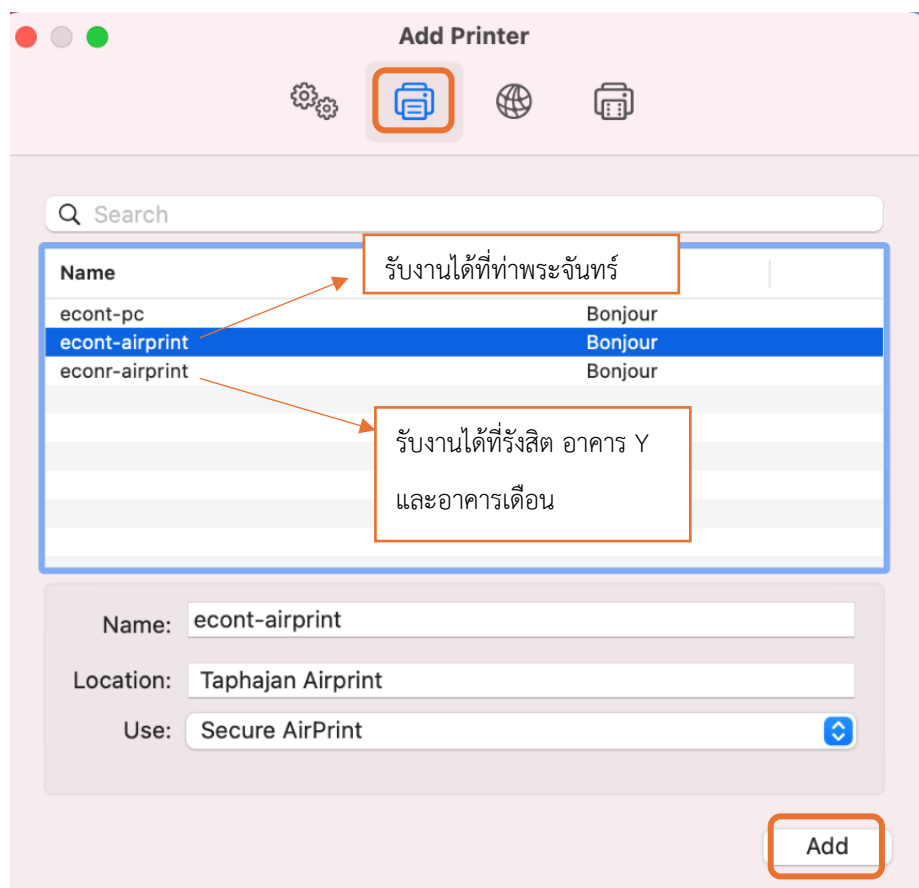 Add Printer
Search
Name
รับงานได้ที่ท่าพระจันทร์
econt-pc Bonjour
econt-airprint Bonjour
econr-airprint Bonjour
รับงานได้ที่รังสิต อาคาร Y
และอาคารเดือน
Name: econt-airprint
Location: Taphajan Airprint
Use: Secure AirPrint
Add